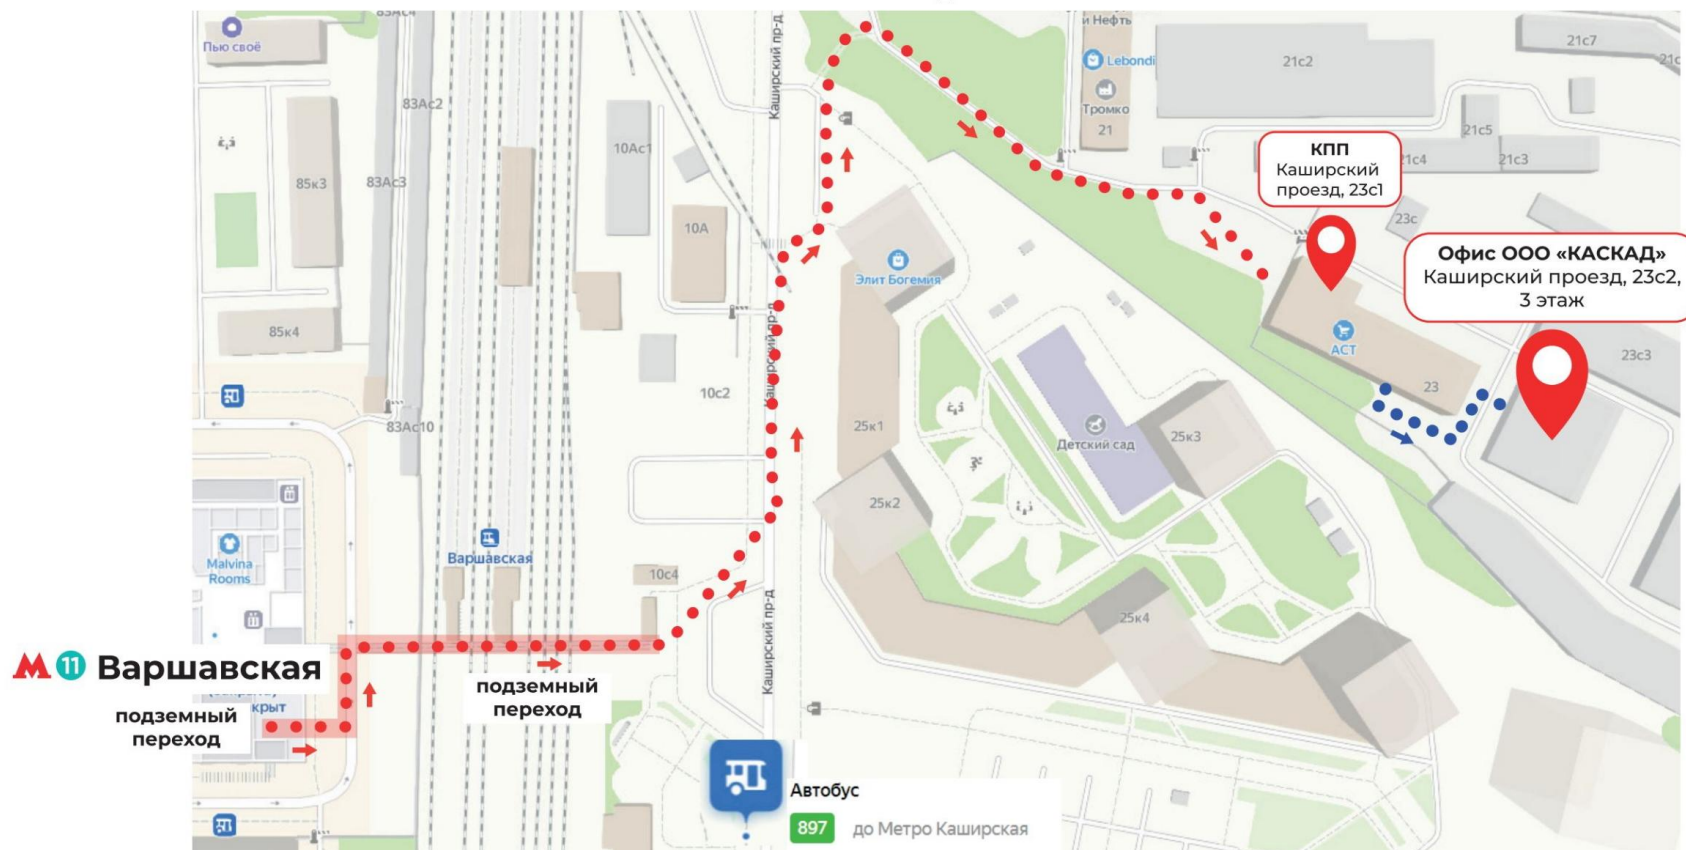 83Ас4
Пью своё
и Нефть
Lebondi
Тромко
21
21с2
21с7
83Ас2
Каширский пр-д
10Ас1
85к3
83Ас3
21с5
21с4
21с3
КПП
Каширский
проезд, 23с1
23с
10А
Элит Богемия
Офис ООО «КАСКАД»
Каширский проезд, 23с2,
3 этаж
85к4
Каширский пр-д
АСТ
23с3
10с2
23
83Ас10
25к1
Детский сад
25к3
25к2
Malvina
Rooms
Варшавская
10с4
Каширский пр-д
25к4
М 11 Варшавская
крыт
подземный
переход
подземный
переход
Автобус
897 до Метро Каширская